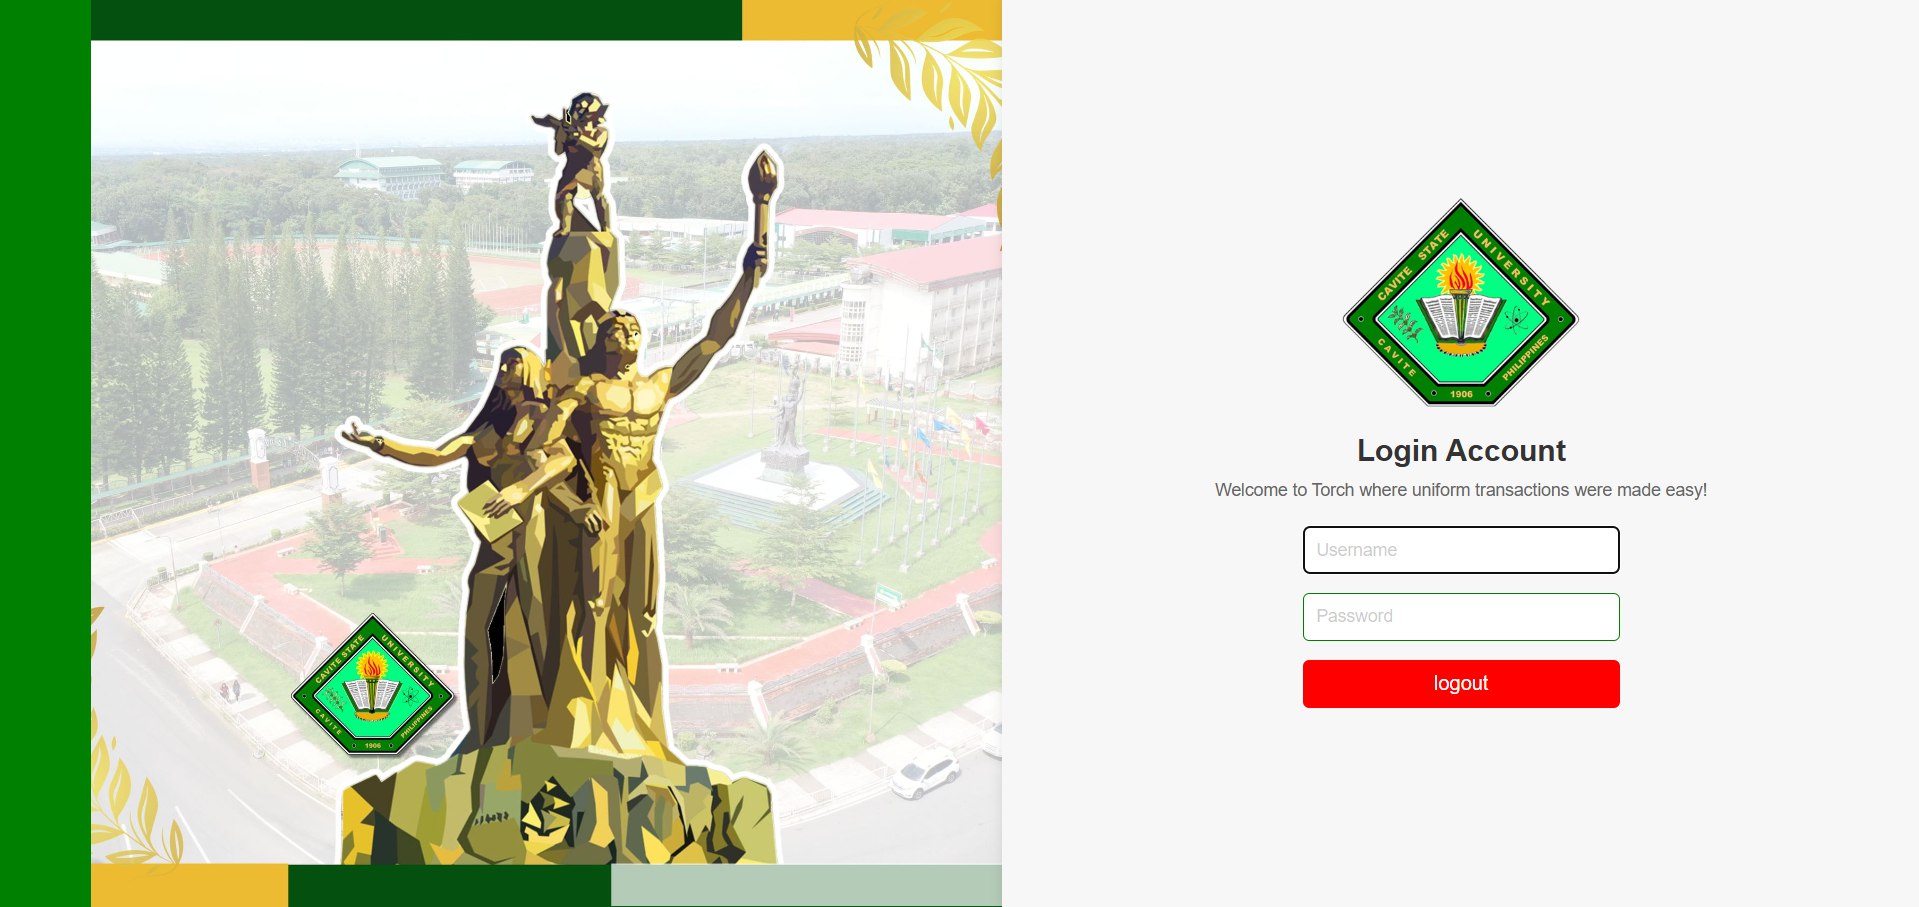 CAVITE STATE UNIVERSITY
CAVITE
1906
PHILIPPINES
CAVITE STATE UNIVERSITY
CAVITE
1906
PHILIPPINES
Login Account
Welcome to Torch where uniform transactions were made easy!
Username
Password
logout